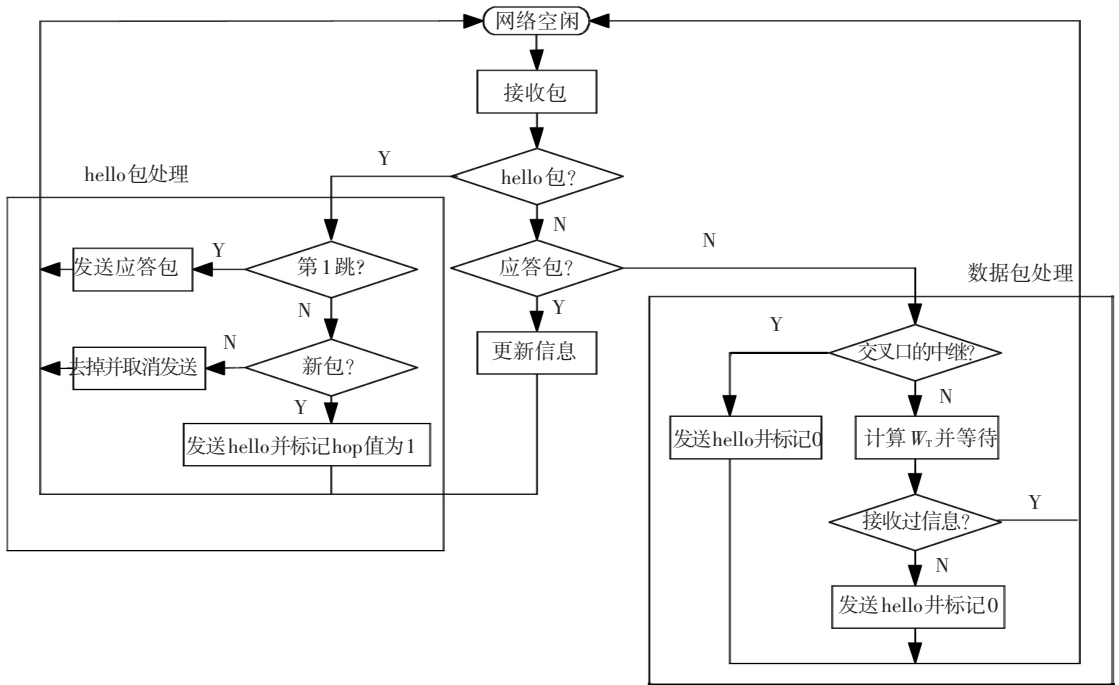 网络空闲
接收包
Y
hello包处理
hello包?
N
N
Y
第1跳?
发送应答包
应答包?
数据包处理
N
Y
Y
新包?
N
去掉并取消发送
更新信息
交叉口的中继?
Y
N
发送hello并标记hop值为1
发送hello井标记0
计算WT并等待
Y
接收过信息?
N
发送hello井标记0